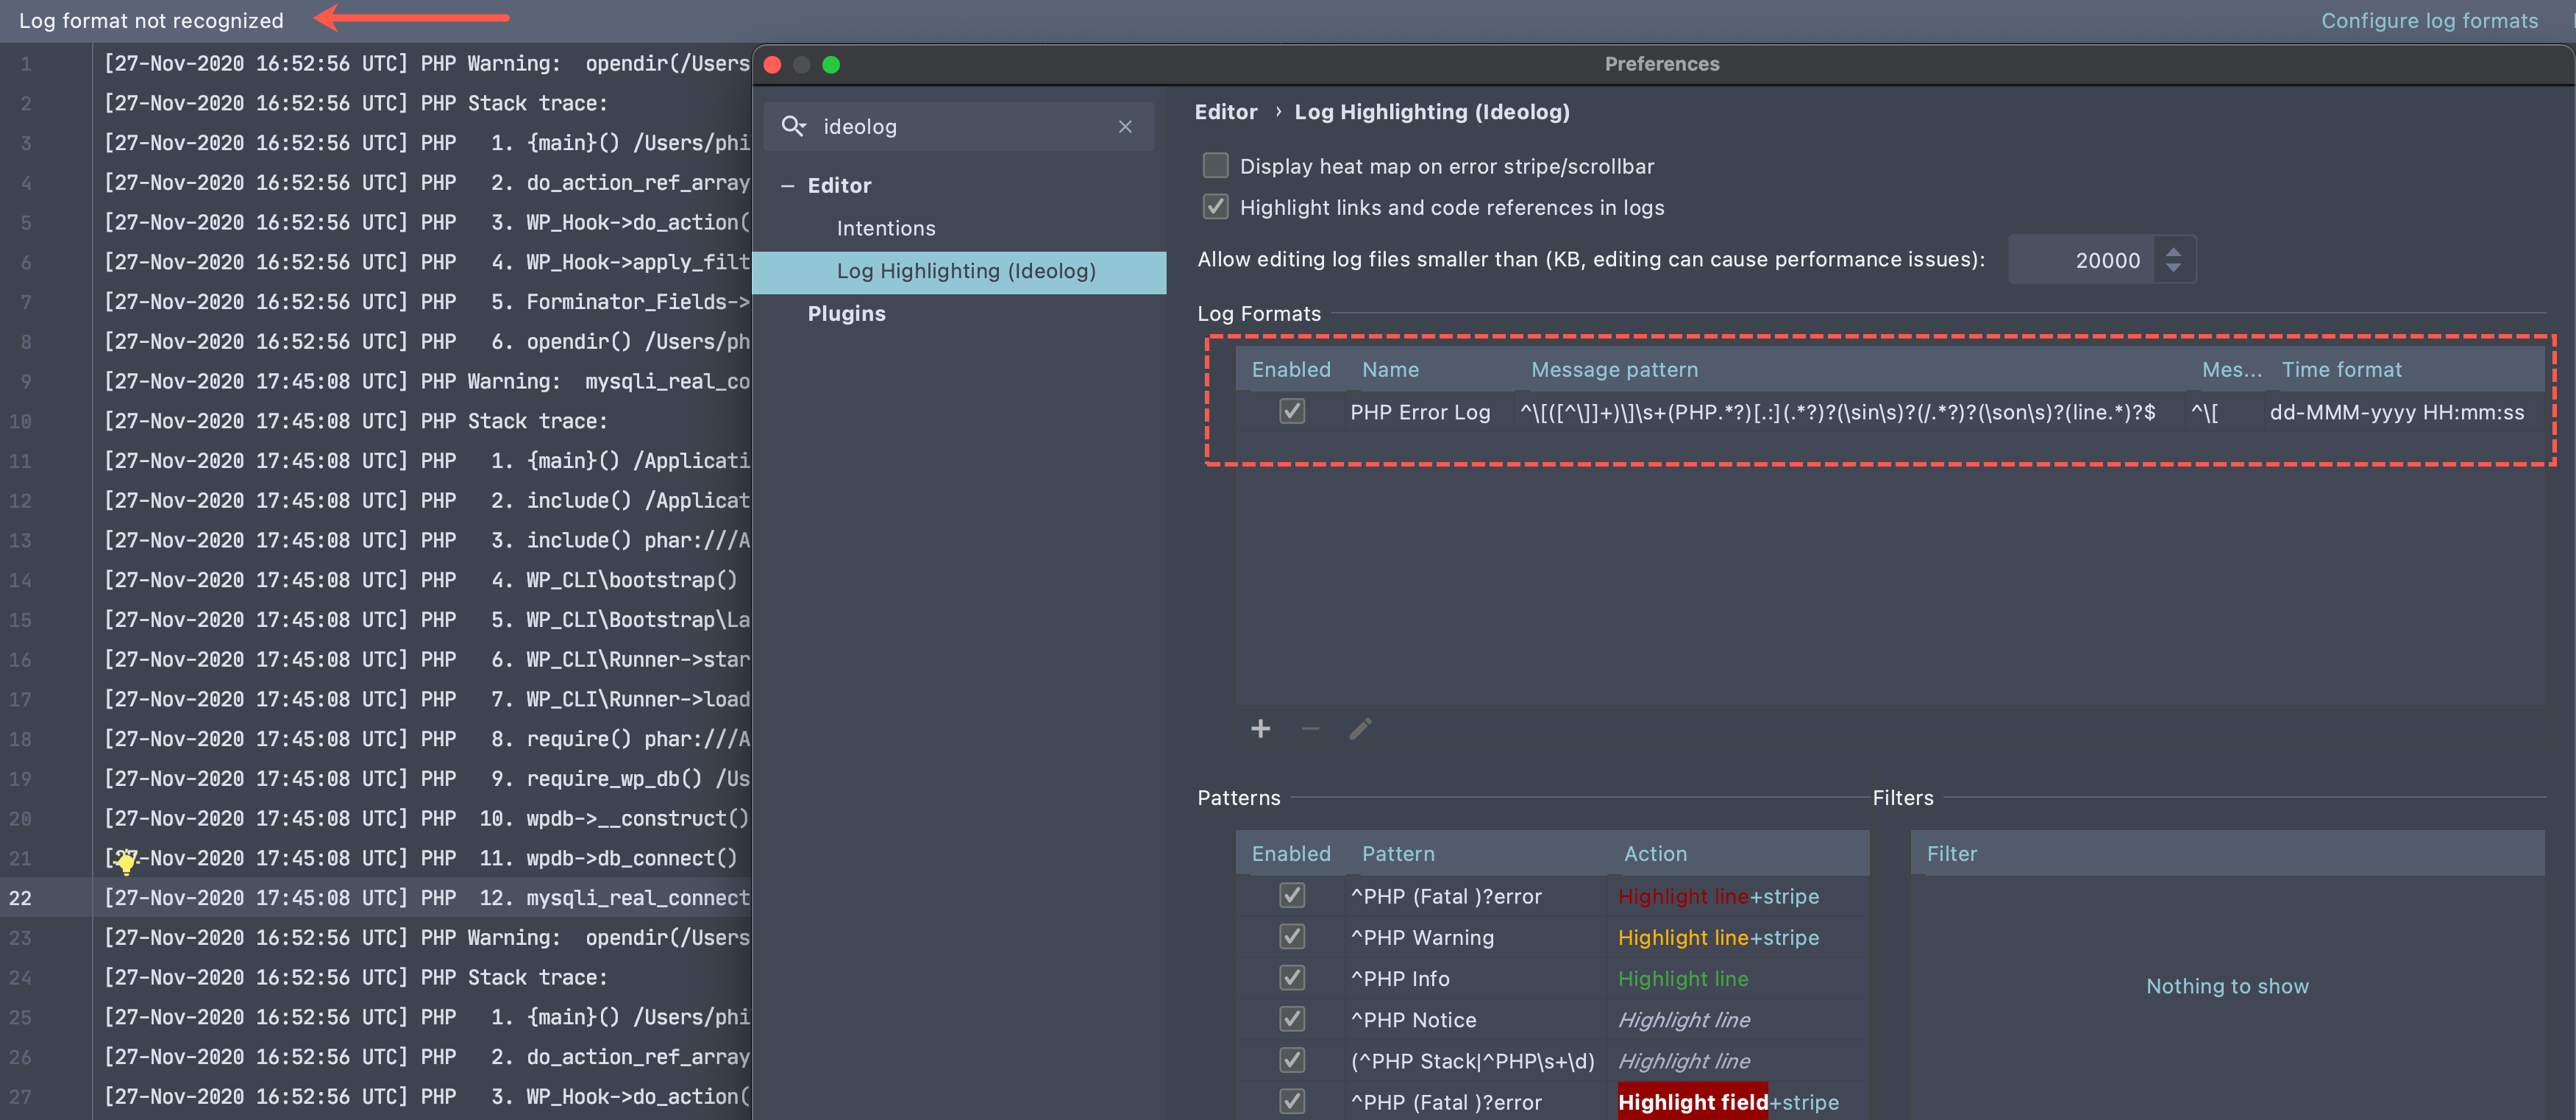 Log format not recognized
Configure log formats
1 [27-Nov-2020 16:52:56 UTC] PHP Warning:  opendir(/Users
2 [27-Nov-2020 16:52:56 UTC] PHP Stack trace:
3 [27-Nov-2020 16:52:56 UTC] PHP   1. {main}() /Users/phi
4 [27-Nov-2020 16:52:56 UTC] PHP   2. do_action_ref_array
5 [27-Nov-2020 16:52:56 UTC] PHP   3. WP_Hook->do_action(
6 [27-Nov-2020 16:52:56 UTC] PHP   4. WP_Hook->apply_filt
7 [27-Nov-2020 16:52:56 UTC] PHP   5. Forminator_Fields->
8 [27-Nov-2020 16:52:56 UTC] PHP   6. opendir() /Users/ph
9 [27-Nov-2020 17:45:08 UTC] PHP Warning:  mysqli_real_co
10 [27-Nov-2020 17:45:08 UTC] PHP Stack trace:
11 [27-Nov-2020 17:45:08 UTC] PHP   1. {main}() /Applicati
12 [27-Nov-2020 17:45:08 UTC] PHP   2. include() /Applicat
13 [27-Nov-2020 17:45:08 UTC] PHP   3. include() phar:///A
14 [27-Nov-2020 17:45:08 UTC] PHP   4. WP_CLI\bootstrap()
15 [27-Nov-2020 17:45:08 UTC] PHP   5. WP_CLI\Bootstrap\La
16 [27-Nov-2020 17:45:08 UTC] PHP   6. WP_CLI\Runner->star
17 [27-Nov-2020 17:45:08 UTC] PHP   7. WP_CLI\Runner->load
18 [27-Nov-2020 17:45:08 UTC] PHP   8. require() phar:///A
19 [27-Nov-2020 17:45:08 UTC] PHP   9. require_wp_db() /Us
20 [27-Nov-2020 17:45:08 UTC] PHP  10. wpdb->__construct()
21 [27-Nov-2020 17:45:08 UTC] PHP  11. wpdb->db_connect()
22 [27-Nov-2020 17:45:08 UTC] PHP  12. mysqli_real_connect
23 [27-Nov-2020 16:52:56 UTC] PHP Warning:  opendir(/Users
24 [27-Nov-2020 16:52:56 UTC] PHP Stack trace:
25 [27-Nov-2020 16:52:56 UTC] PHP   1. {main}() /Users/phi
26 [27-Nov-2020 16:52:56 UTC] PHP   2. do_action_ref_array
27 [27-Nov-2020 16:52:56 UTC] PHP   3. WP_Hook->do_action(
Preferences
ideolog
Editor
Intentions
Log Highlighting (Ideolog)
Plugins
Editor › Log Highlighting (Ideolog)
Display heat map on error stripe/scrollbar
Highlight links and code references in logs
Allow editing log files smaller than (KB, editing can cause performance issues): 20000
Log Formats
Enabled Name Message pattern Mes... Time format
PHP Error Log ^\[([^\]]+)\]\s+(PHP.*?)[.:](.*?)?(\sin\s)?(/.*?)?(\son\s)?(line.*)?$ ^\[ dd-MMM-yyyy HH:mm:ss
Patterns
Enabled Pattern Action
^PHP (Fatal )?error Highlight line+stripe
^PHP Warning Highlight line+stripe
^PHP Info Highlight line
^PHP Notice Highlight line
(^PHP Stack|^PHP\s+\d) Highlight line
^PHP (Fatal )?error Highlight field+stripe
Filters
Filter
Nothing to show